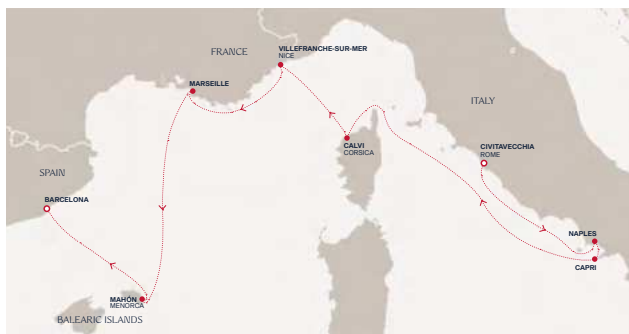 FRANCE
VILLEFRANCHE-SUR-MER
NICE
MARSEILLE
ITALY
CALVI
CORSICA
CIVITAVECCHIA
ROME
SPAIN
BARCELONA
NAPLES
CAPRI
MAHÓN
MENORCA
BALEARIC ISLANDS